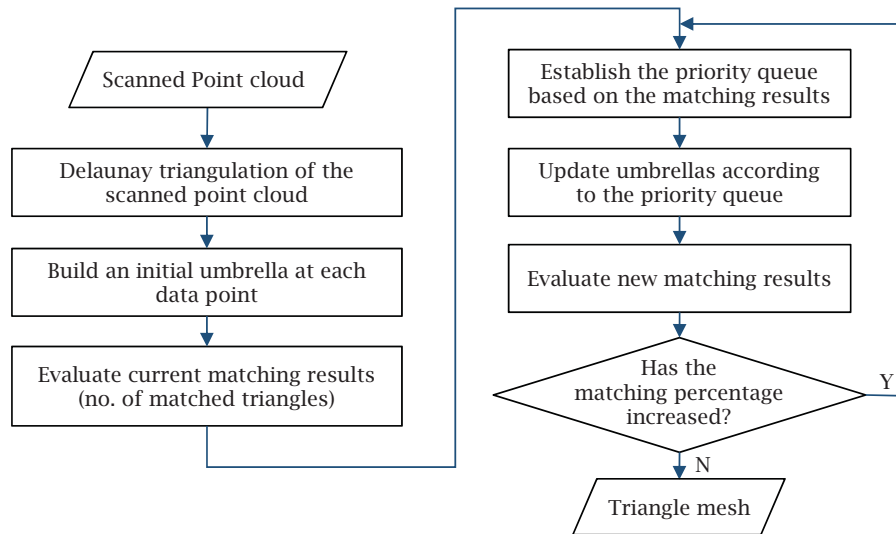 Scanned Point cloud
Delaunay triangulation of the
scanned point cloud
Build an initial umbrella at each
data point
Evaluate current matching results
(no. of matched triangles)
Establish the priority queue
based on the matching results
Update umbrellas according
to the priority queue
Evaluate new matching results
Has the
matching percentage
increased?
Y
N
Triangle mesh